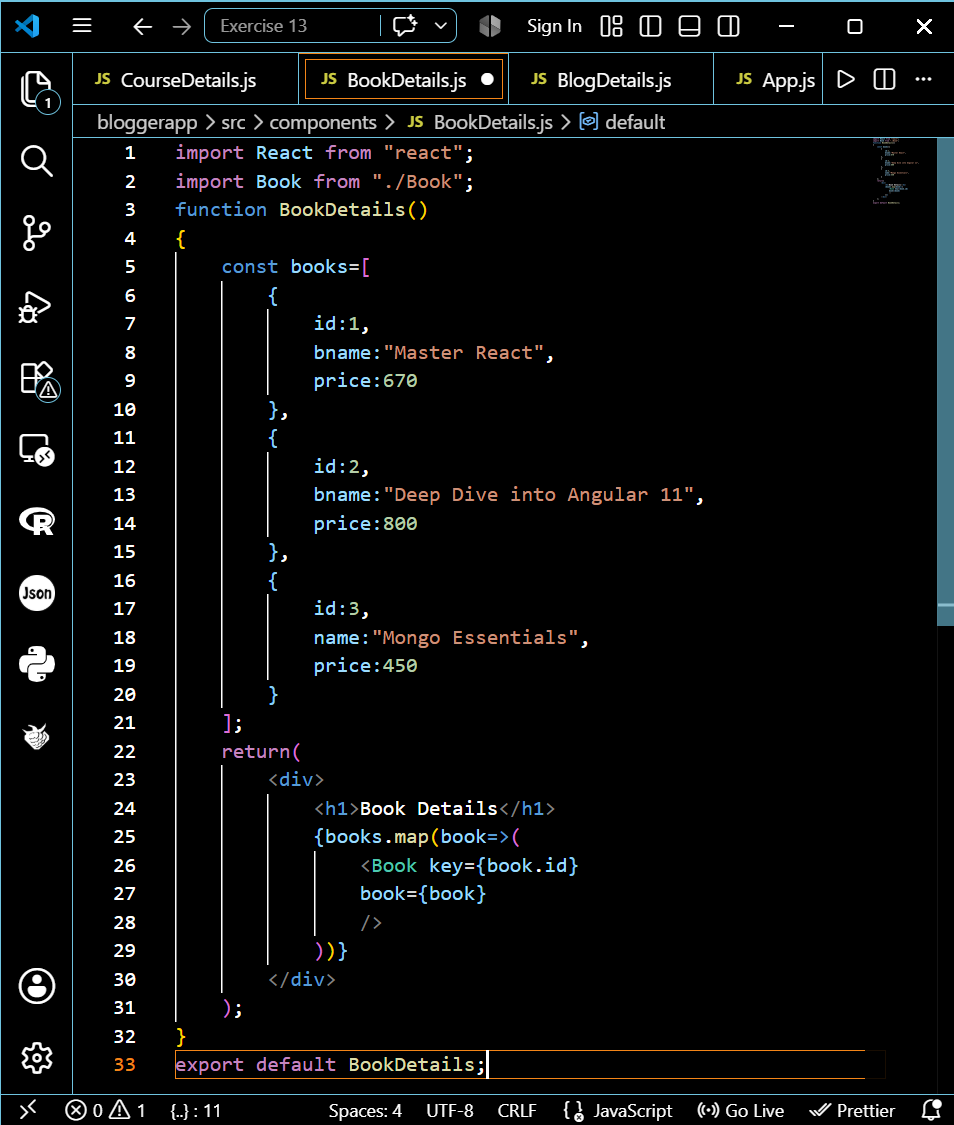 Exercise 13
Sign In
JS CourseDetails.js
JS BookDetails.js
JS BlogDetails.js
JS App.js
bloggerapp > src > components > JS BookDetails.js > default
1
Json
1 import React from "react";
2 import Book from "./Book";
3 function BookDetails()
4 {
5 const books=[
6 {
7 id:1,
8 bname:"Master React",
9 price:670
10 },
11 {
12 id:2,
13 bname:"Deep Dive into Angular 11",
14 price:800
15 },
16 {
17 id:3,
18 name:"Mongo Essentials",
19 price:450
20 }
21 ];
22 return(
23 <div>
24 <h1>Book Details</h1>
25 {books.map(book=>(
26 <Book key={book.id}
27 book={book}
28 />
29 ))}
30 </div>
31 );
32 }
33 export default BookDetails;
0 1 {..} : 11 Spaces: 4 UTF-8 CRLF { } JavaScript Go Live Prettier